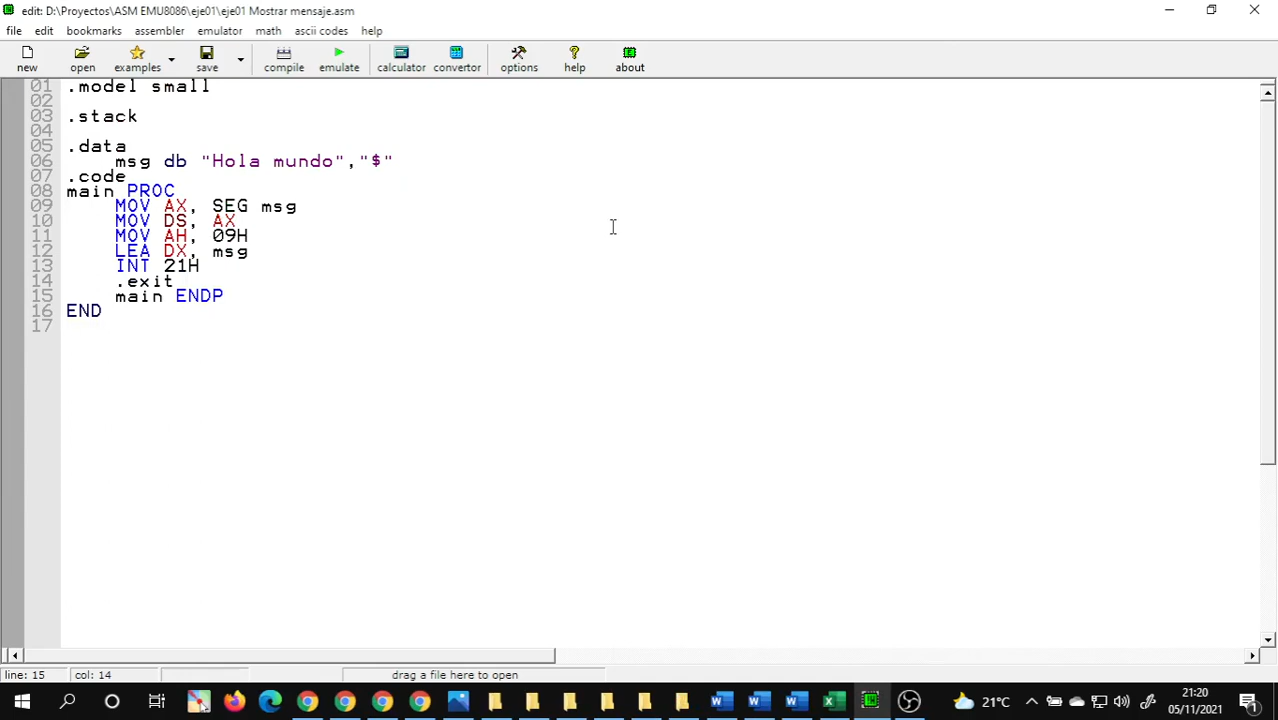 edit: D:\Proyectos\ASM EMU8086\eje01\eje01 Mostrar mensaje.asm
file edit bookmarks assembler emulator math ascii codes help
new open examples save compile emulate calculator convertor options help about
01 .model small
02
03 .stack
04
05 .data
06 msg db "Hola mundo","$"
07 .code
08 main PROC
09 MOV AX, SEG msg
10 MOV DS, AX
11 MOV AH, 09H
12 LEA DX, msg
13 INT 21H
14 .exit
15 main ENDP
16 END
17
line: 15 col: 14 drag a file here to open
21°C 21:20
05/11/2021 1